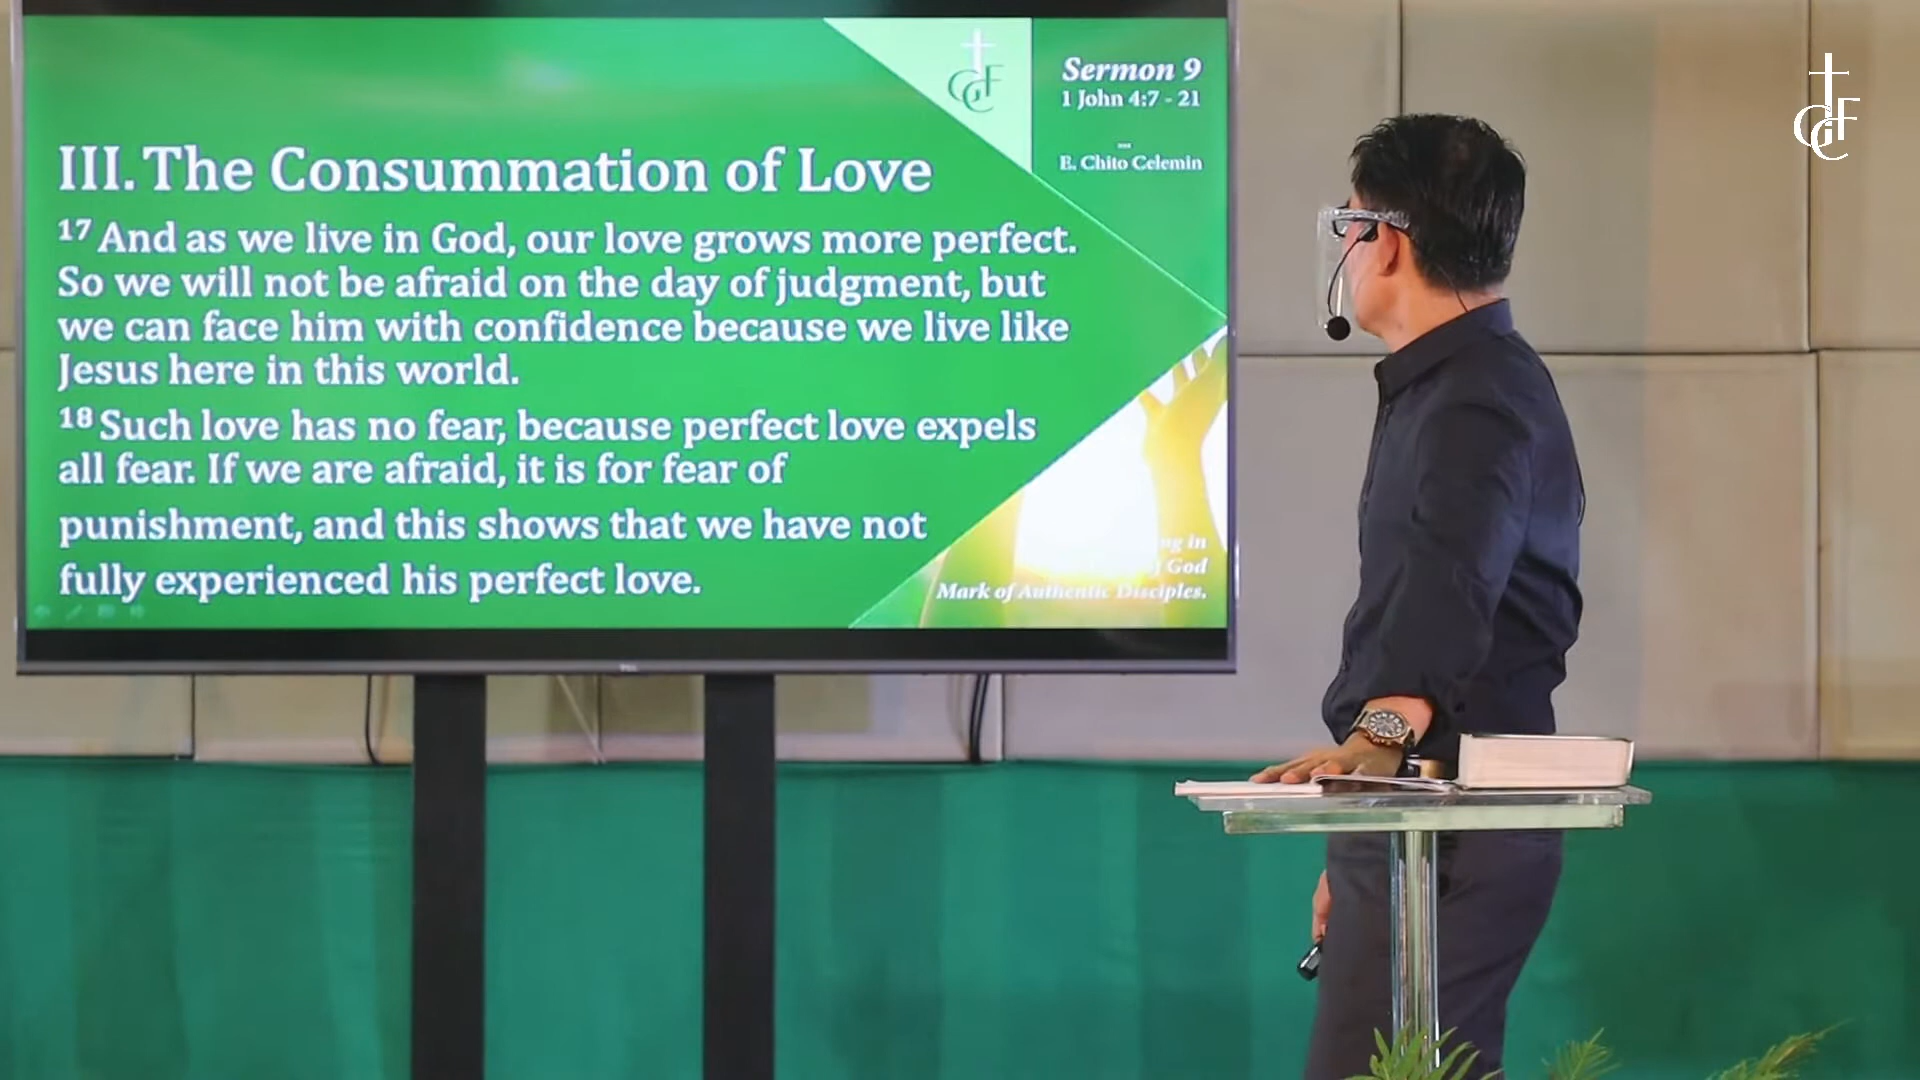 Sermon 9
1 John 4:7 - 21
E. Chito Celemin
III. The Consummation of Love
17 And as we live in God, our love grows more perfect.
So we will not be afraid on the day of judgment, but
we can face him with confidence because we live like
Jesus here in this world.
18 Such love has no fear, because perfect love expels
all fear. If we are afraid, it is for fear of
punishment, and this shows that we have not
fully experienced his perfect love.
in
God
Mark of Authentic Disciples.
GCF
GCF